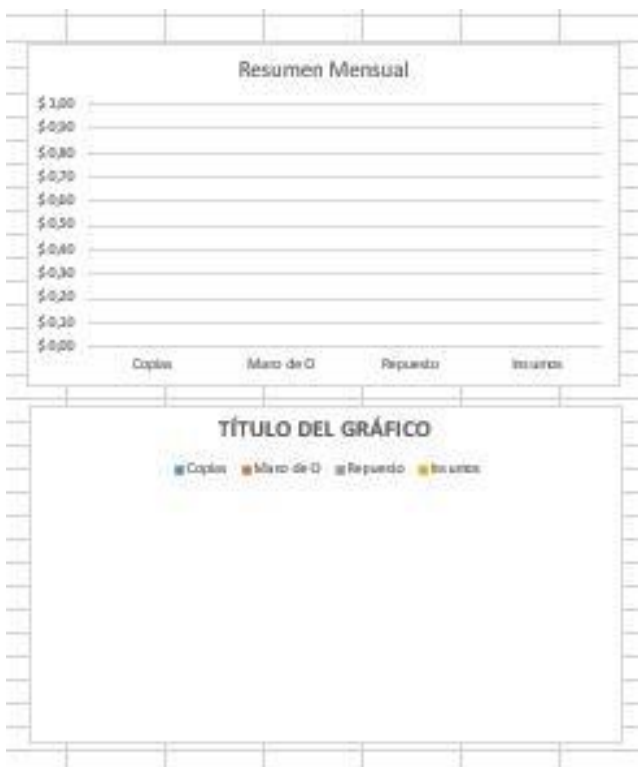 Resumen Mensual
$ 1,00
$ 0,90
$ 0,80
$ 0,70
$ 0,60
$ 0,50
$ 0,40
$ 0,30
$ 0,20
$ 0,10
$ 0,00
Copias Mano de O Repuesto Insumos
TÍTULO DEL GRÁFICO
Copias Mano de O Repuesto Insumos